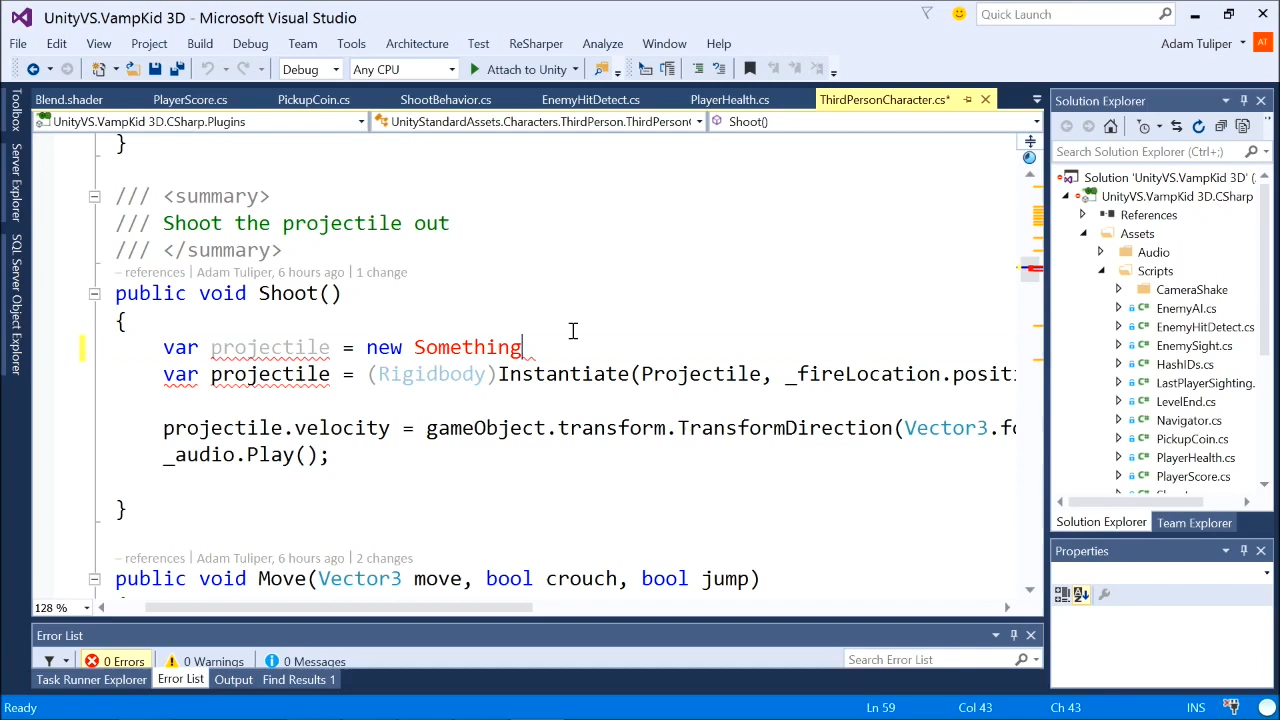 UnityVS.VampKid 3D - Microsoft Visual Studio
Quick Launch
File Edit View Project Build Debug Team Tools Architecture Test ReSharper Analyze Window Help
Adam Tuliper AT
Debug Any CPU Attach to Unity
Blend.shader PlayerScore.cs PickupCoin.cs ShootBehavior.cs EnemyHitDetect.cs PlayerHealth.cs ThirdPersonCharacter.cs*
UnityVS.VampKid 3D.CSharp.Plugins UnityStandardAssets.Characters.ThirdPerson.ThirdPerson Shoot()
Toolbox
Server Explorer
SQL Server Object Explorer
}
/// <summary>
/// Shoot the projectile out
/// </summary>
– references | Adam Tuliper, 6 hours ago | 1 change
public void Shoot()
{
var projectile = new Something
var projectile = (Rigidbody)Instantiate(Projectile, _fireLocation.positi
projectile.velocity = gameObject.transform.TransformDirection(Vector3.fo
_audio.Play();
}
– references | Adam Tuliper, 6 hours ago | 2 changes
public void Move(Vector3 move, bool crouch, bool jump)
128 %
Error List
0 Errors 0 Warnings 0 Messages
Search Error List
Task Runner Explorer Error List Output Find Results 1
Solution Explorer
Search Solution Explorer (Ctrl+;)
Solution 'UnityVS.VampKid 3D' (
UnityVS.VampKid 3D.CSharp
References
Assets
Audio
Scripts
CameraShake
EnemyAI.cs
EnemyHitDetect.cs
EnemySight.cs
HashIDs.cs
LastPlayerSighting.
LevelEnd.cs
Navigator.cs
PickupCoin.cs
PlayerHealth.cs
PlayerScore.cs
Solution Explorer Team Explorer
Properties
Ready Ln 59 Col 43 Ch 43 INS